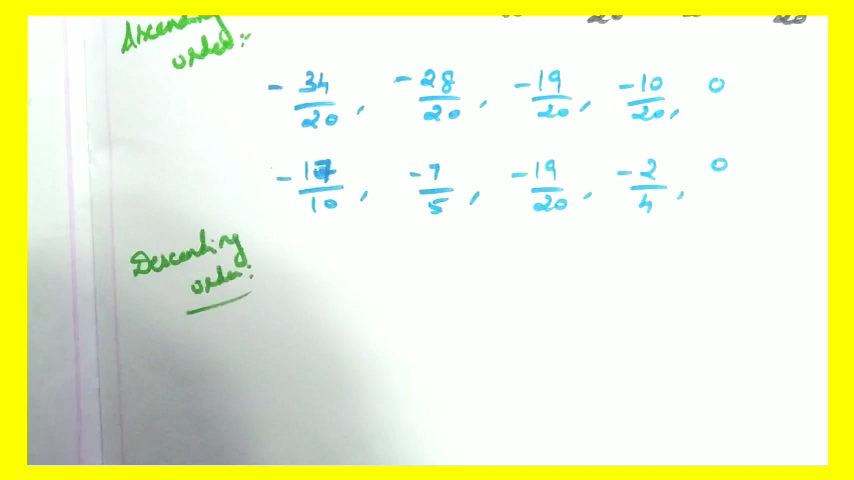 Ascending
order:-
-34/20, -28/20, -19/20, -10/20, 0
-17/10, -7/5, -19/20, -2/4, 0
Descending
order: